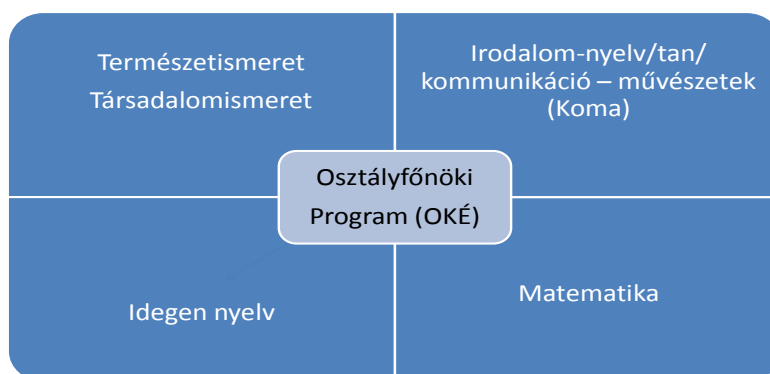 Természetismeret
Társadalomismeret
Irodalom-nyelv/tan/
kommunikáció – művészetek
(Koma)
Osztályfőnöki
Program (OKÉ)
Idegen nyelv
Matematika